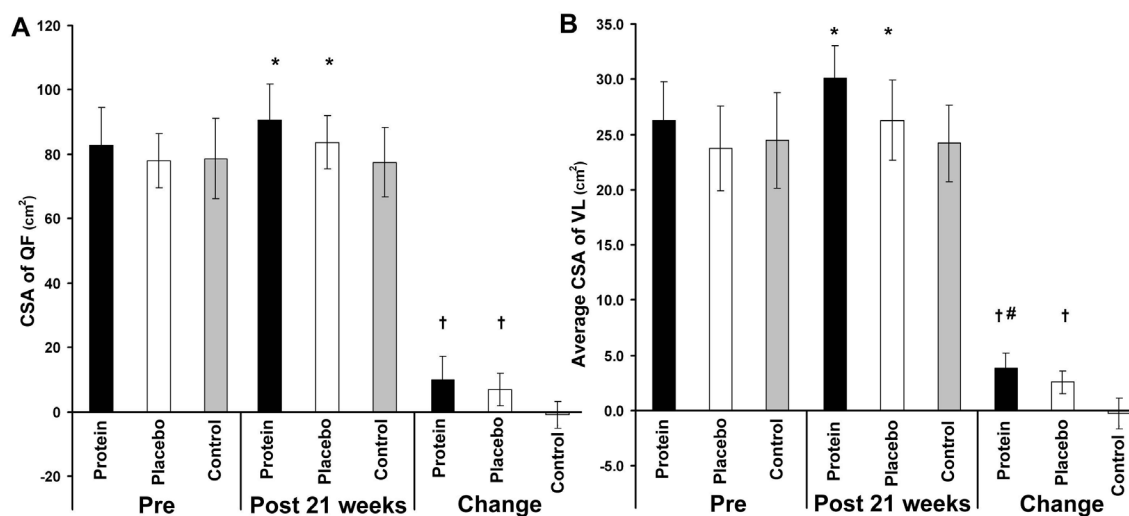 A
CSA of QF (cm²)
120
100
80
60
40
20
0
-20
* *
† †
Protein Placebo Control Protein Placebo Control Protein Placebo Control
Pre Post 21 weeks Change
B
Average CSA of VL (cm²)
35.0
30.0
25.0
20.0
15.0
10.0
5.0
0.0
-5.0
* *
†# †
Protein Placebo Control Protein Placebo Control Protein Placebo Control
Pre Post 21 weeks Change